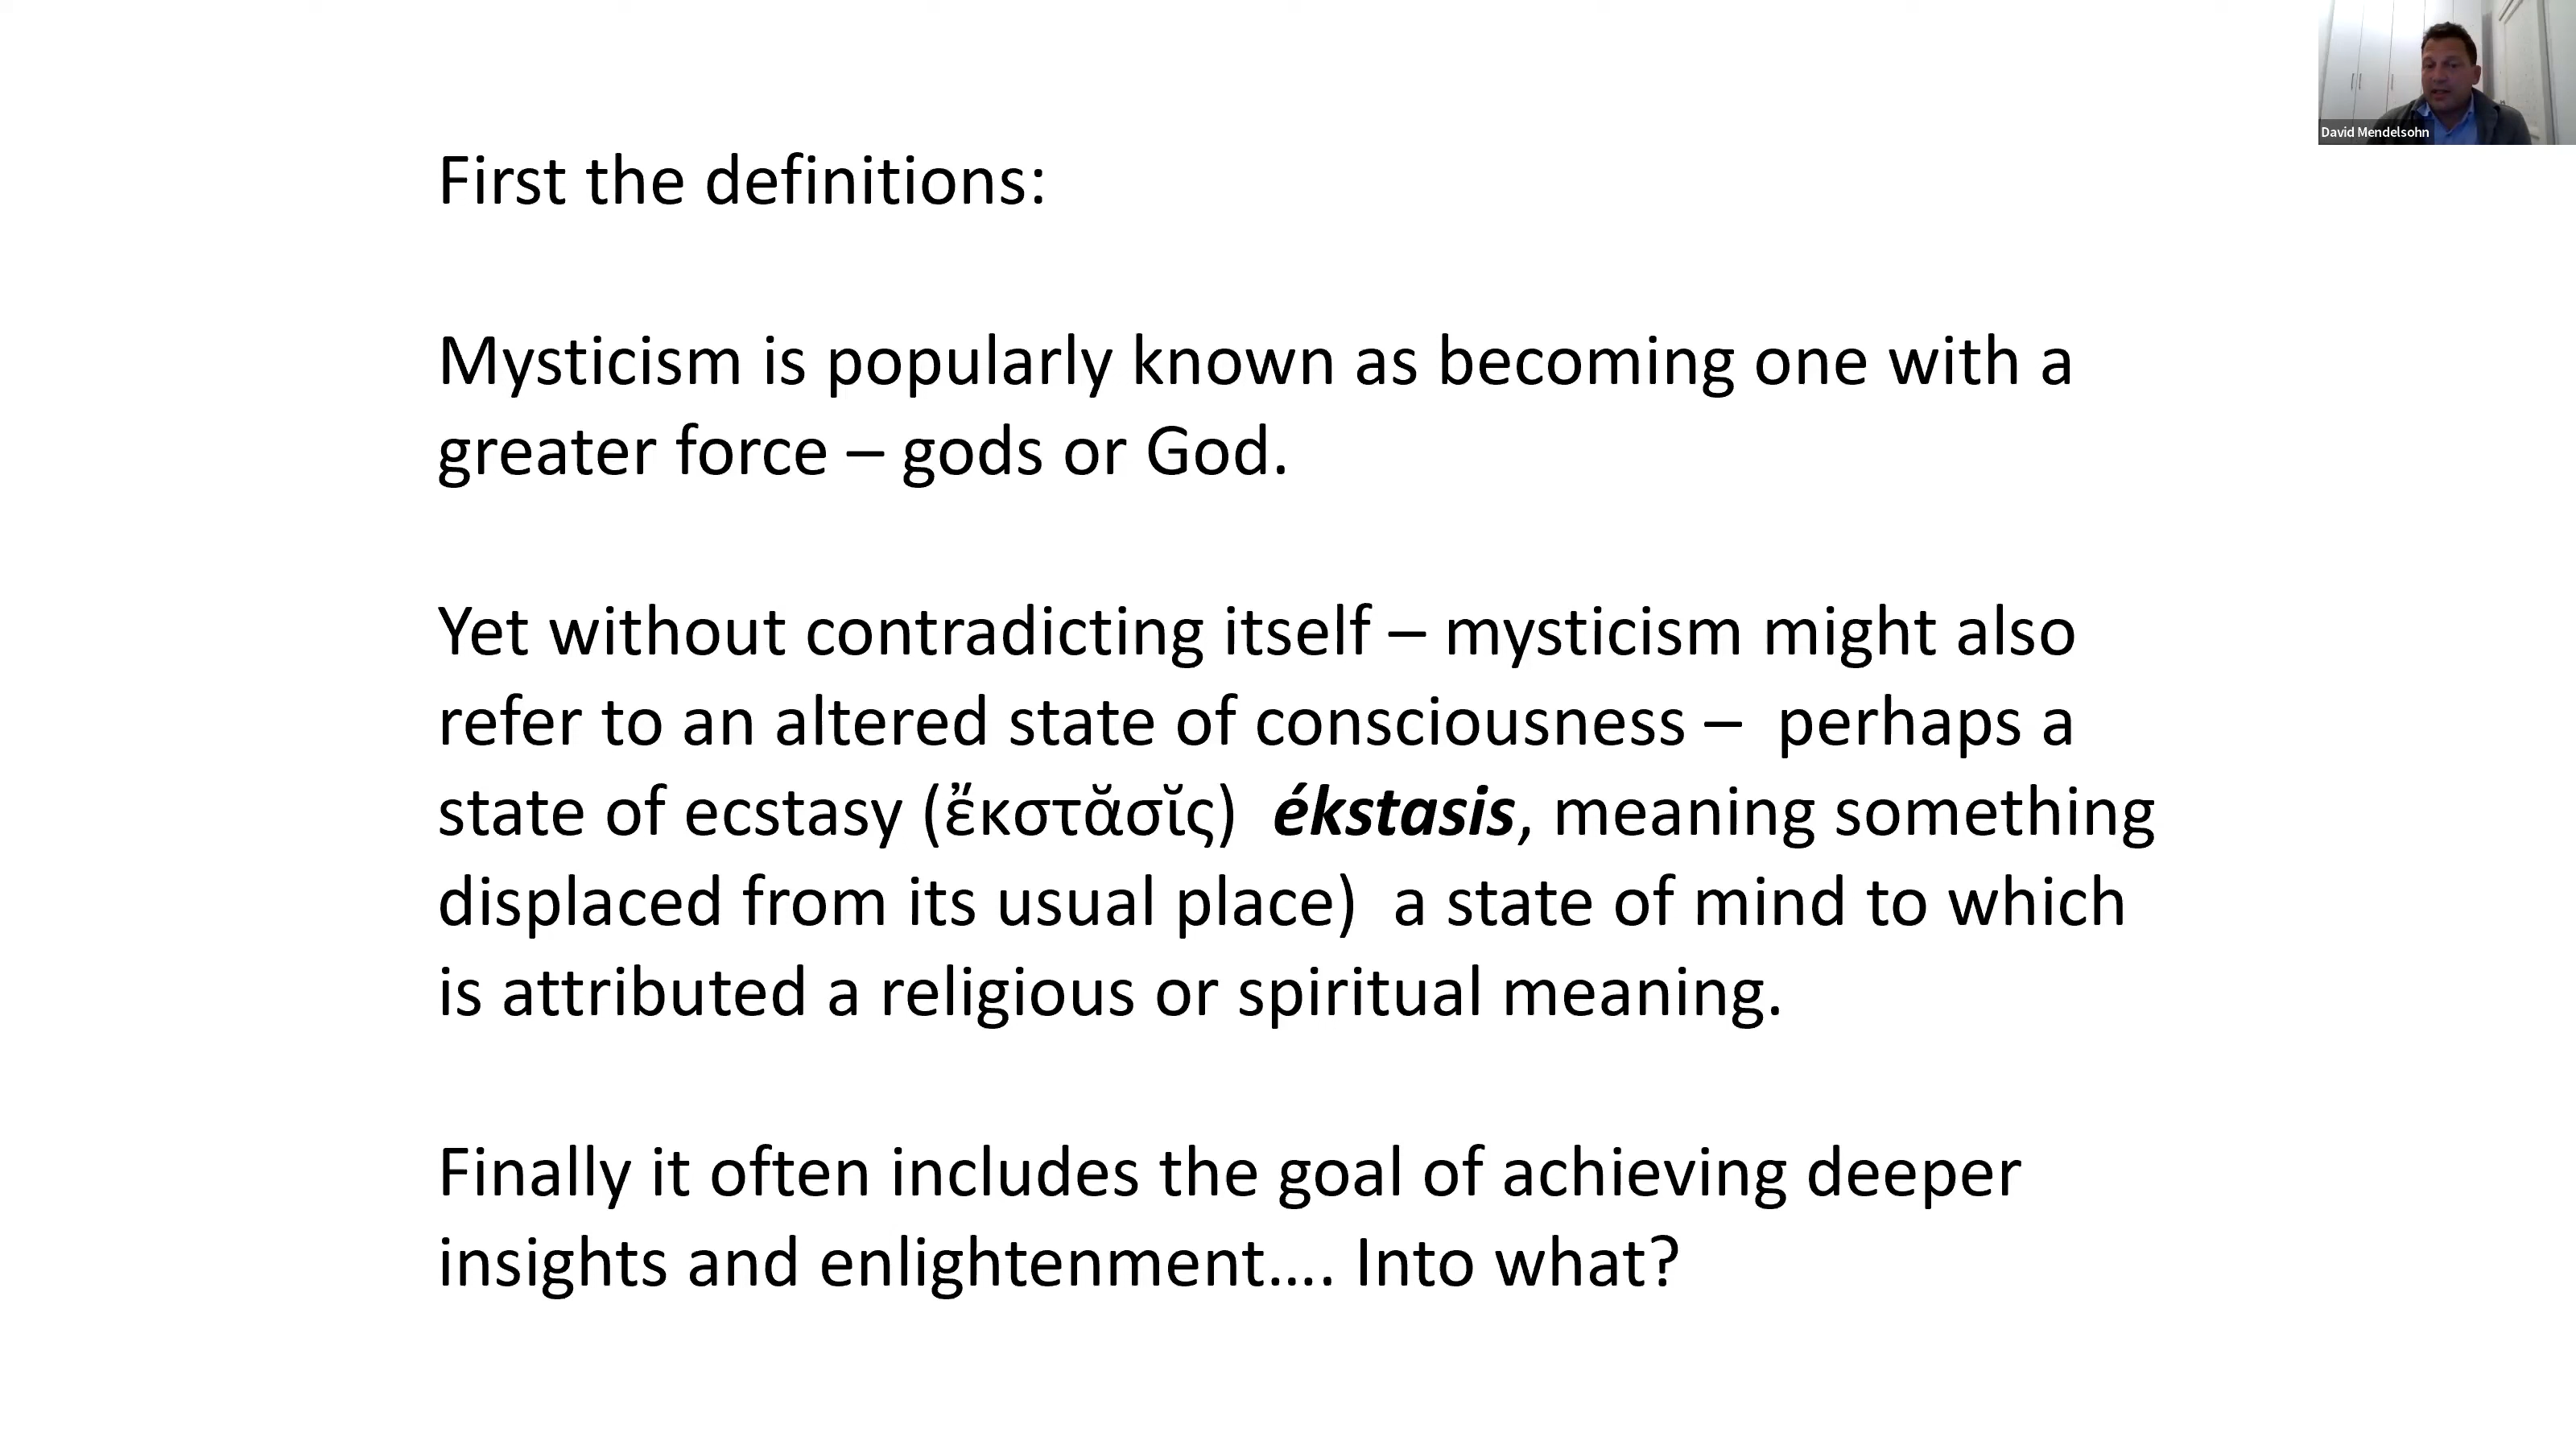 David Mendelsohn
First the definitions:
Mysticism is popularly known as becoming one with a
greater force – gods or God.
Yet without contradicting itself – mysticism might also
refer to an altered state of consciousness –  perhaps a
state of ecstasy (ἔκστᾰσῐς)  ékstasis, meaning something
displaced from its usual place)  a state of mind to which
is attributed a religious or spiritual meaning.
Finally it often includes the goal of achieving deeper
insights and enlightenment…. Into what?